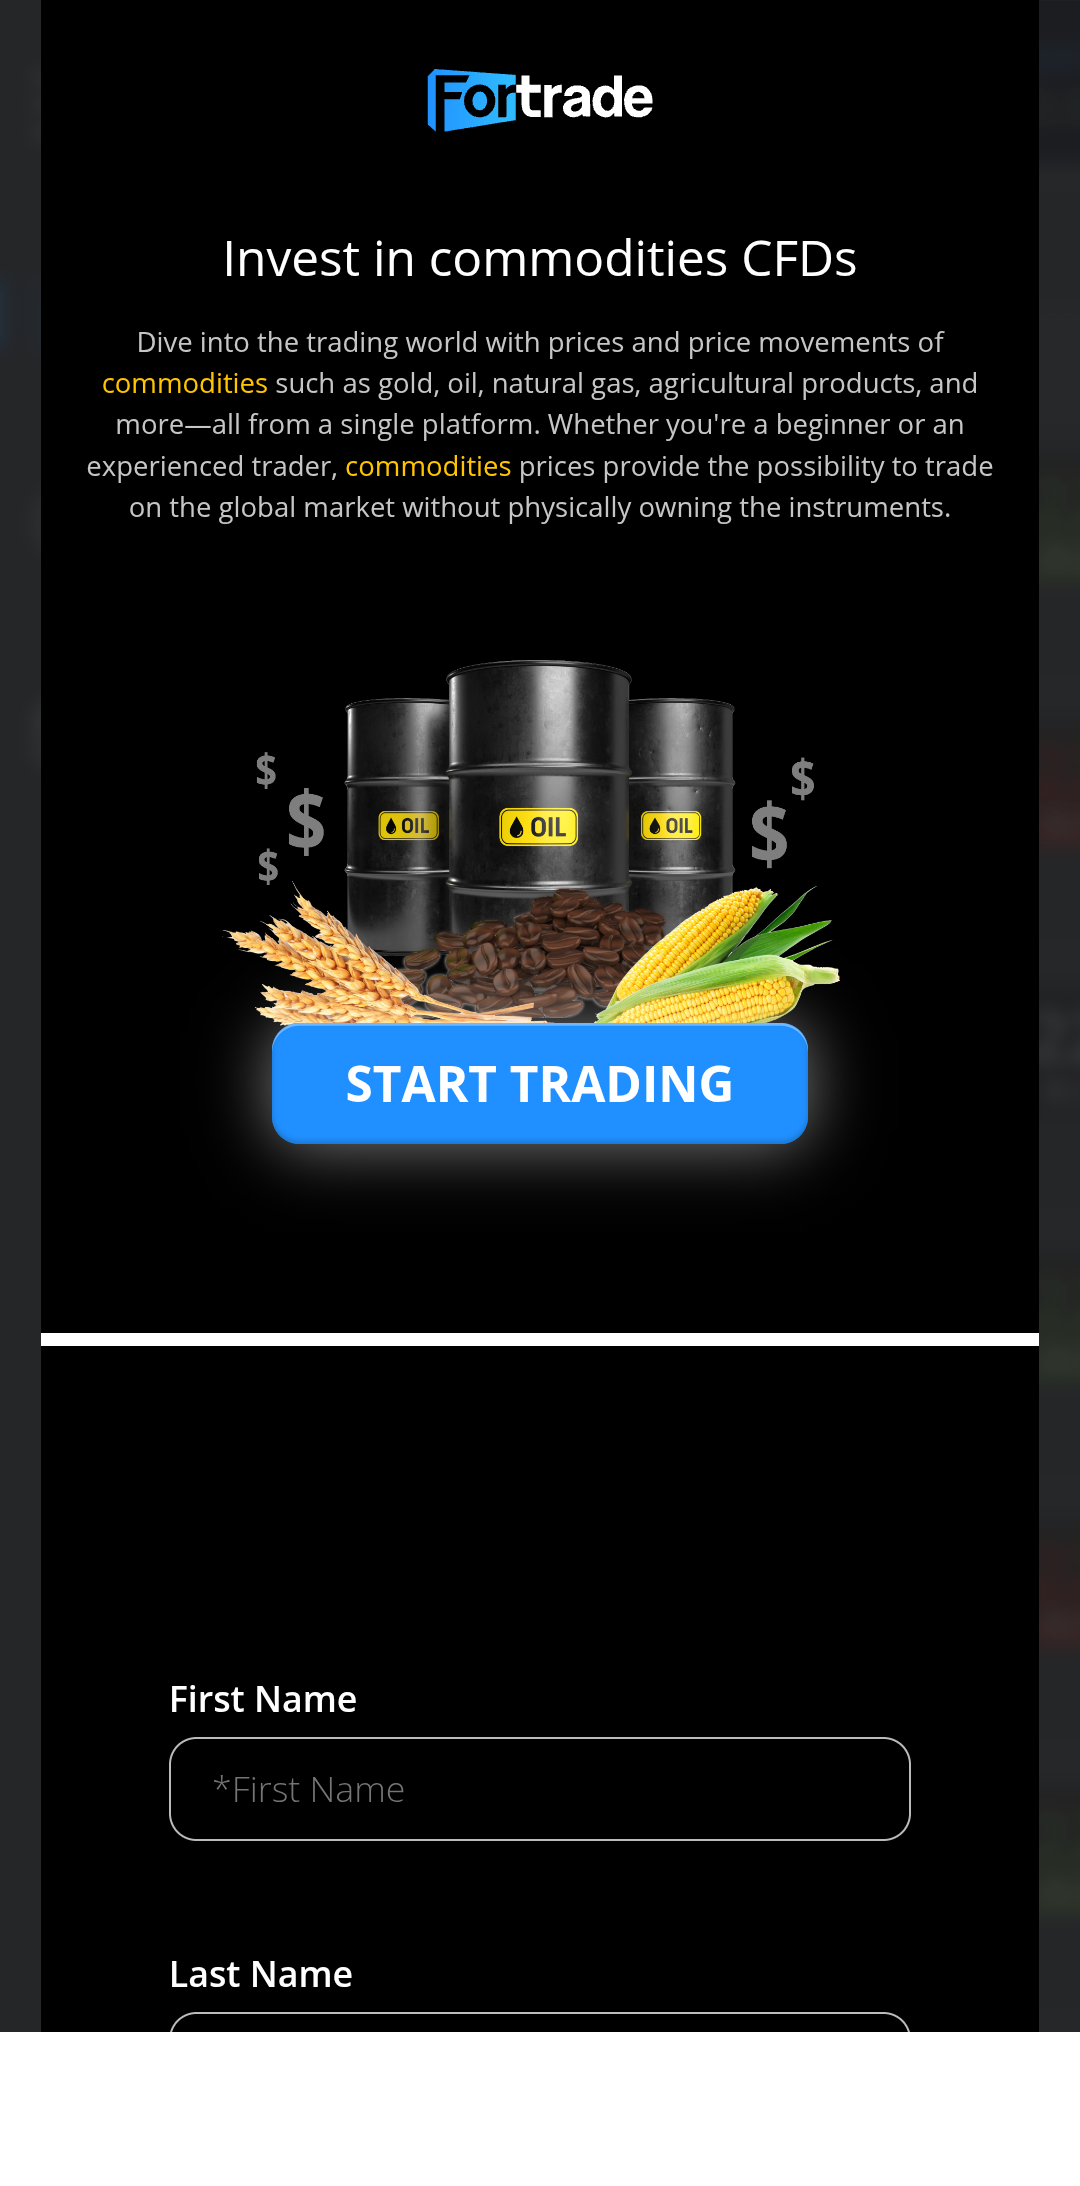 Fortrade
Invest in commodities CFDs
Dive into the trading world with prices and price movements of
commodities such as gold, oil, natural gas, agricultural products, and
more—all from a single platform. Whether you're a beginner or an
experienced trader, commodities prices provide the possibility to trade
on the global market without physically owning the instruments.
$
$
$
$
$
OIL
OIL
OIL
START TRADING
First Name
*First Name
Last Name